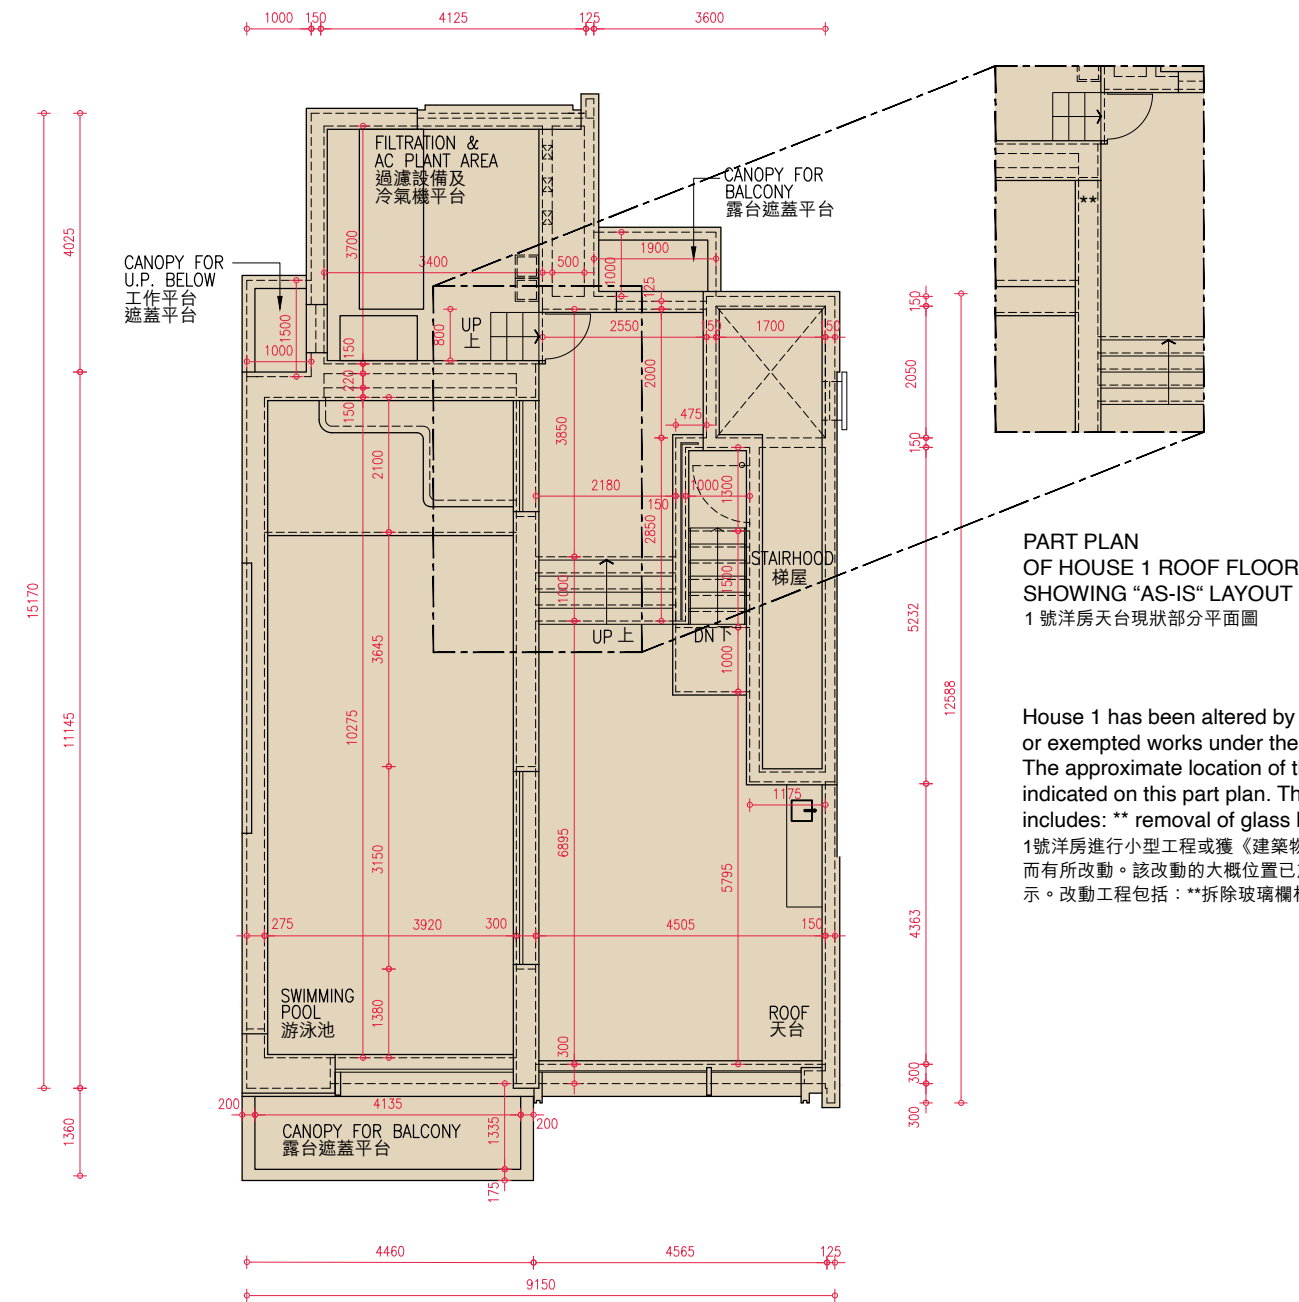 1000 150 4125 125 3600
FILTRATION &
AC PLANT AREA
過濾設備及
冷氣機平台
CANOPY FOR
BALCONY
露台遮蓋平台
CANOPY FOR
U.P. BELOW
工作平台
遮蓋平台
**
4025
3700
3400
500
1900
1000
125
1500
1000
150
220
150
800
UP
上
2550
50
1700
150
2000
475
3850
150
2050
150
2100
2180
150
1000
1300
2850
1000
1500
STAIRHOOD
梯屋
UP 上
DN 下
1000
15170
11145
3645
10275
3150
6895
5795
1175
5232
12588
4363
275
3920
300
4505
150
1380
300
SWIMMING
POOL
游泳池
ROOF
天台
300
300
200
4135
200
1335
175
1360
CANOPY FOR BALCONY
露台遮蓋平台
4460 4565 125
9150
PART PLAN
OF HOUSE 1 ROOF FLOOR
SHOWING “AS-IS“ LAYOUT
1 號洋房天台現狀部分平面圖
House 1 has been altered by
or exempted works under the
The approximate location of
indicated on this part plan.
includes: ** removal of glass
1號洋房進行小型工程或獲《建築
而有所改動。該改動的大概位置已
示。改動工程包括：**拆除玻璃欄